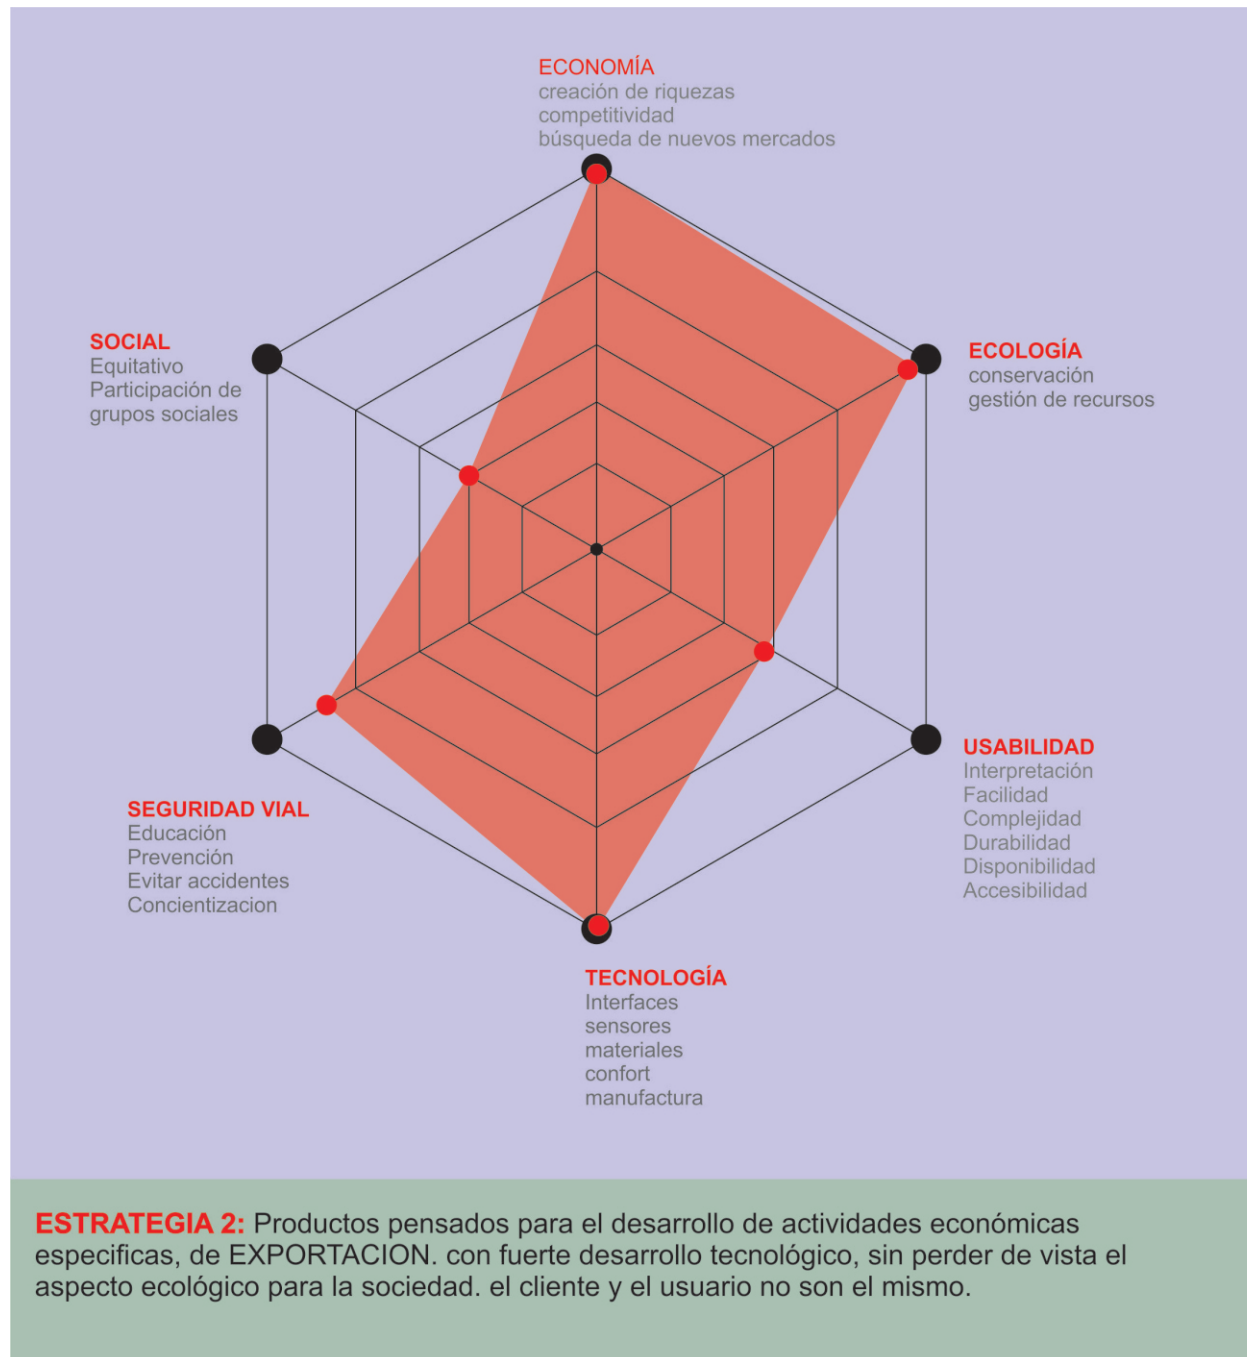 ECONOMÍA
creación de riquezas
competitividad
búsqueda de nuevos mercados
SOCIAL
Equitativo
Participación de
grupos sociales
ECOLOGÍA
conservación
gestión de recursos
SEGURIDAD VIAL
Educación
Prevención
Evitar accidentes
Concientizacion
USABILIDAD
Interpretación
Facilidad
Complejidad
Durabilidad
Disponibilidad
Accesibilidad
TECNOLOGÍA
Interfaces
sensores
materiales
confort
manufactura
ESTRATEGIA 2: Productos pensados para el desarrollo de actividades económicas
especificas, de EXPORTACION. con fuerte desarrollo tecnológico, sin perder de vista el
aspecto ecológico para la sociedad. el cliente y el usuario no son el mismo.